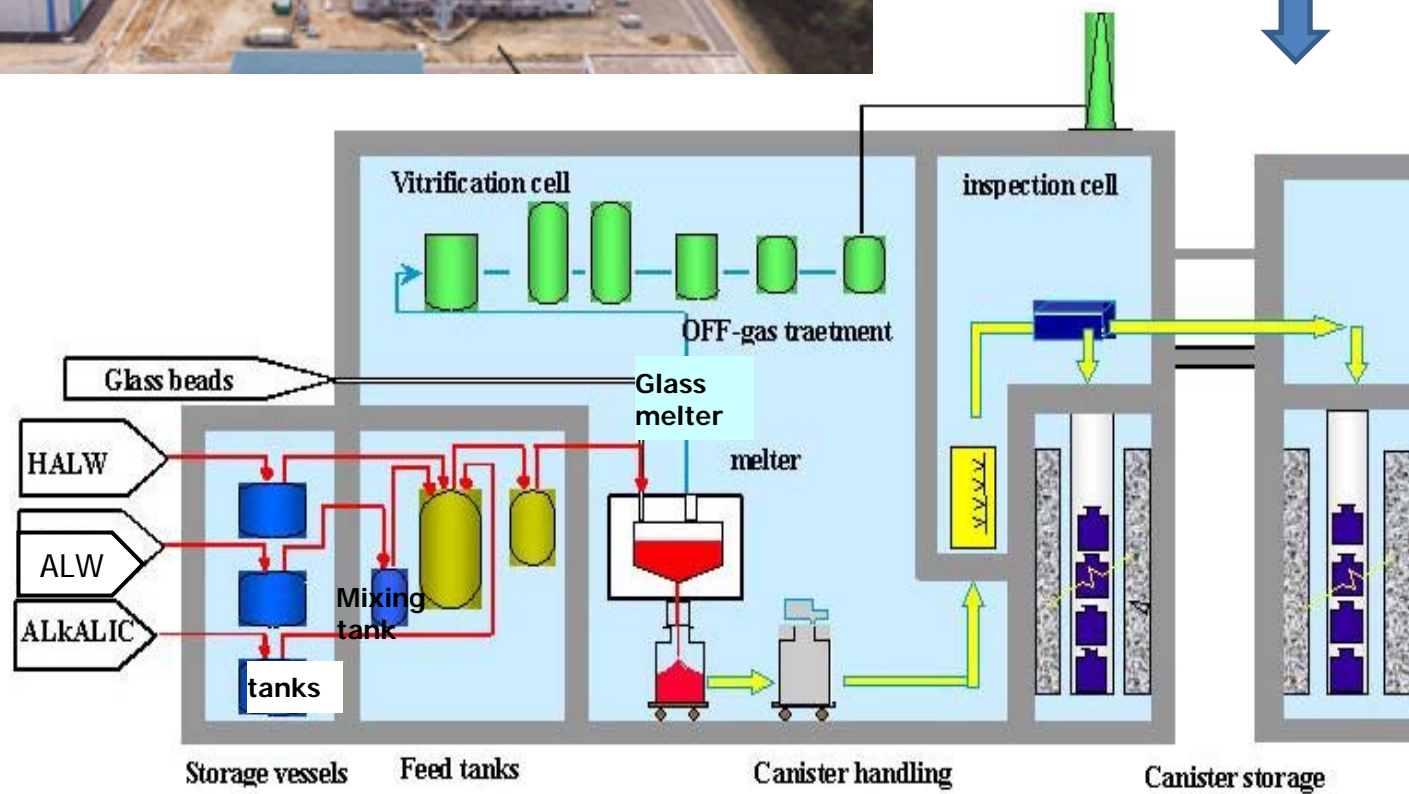 Vitrification cell
inspection cell
OFF-gas traetment
Glass beads
Glass
melter
melter
HALW
ALW
ALkALIC
Mixing
tank
tanks
Storage vessels
Feed tanks
Canister handling
Canister storage